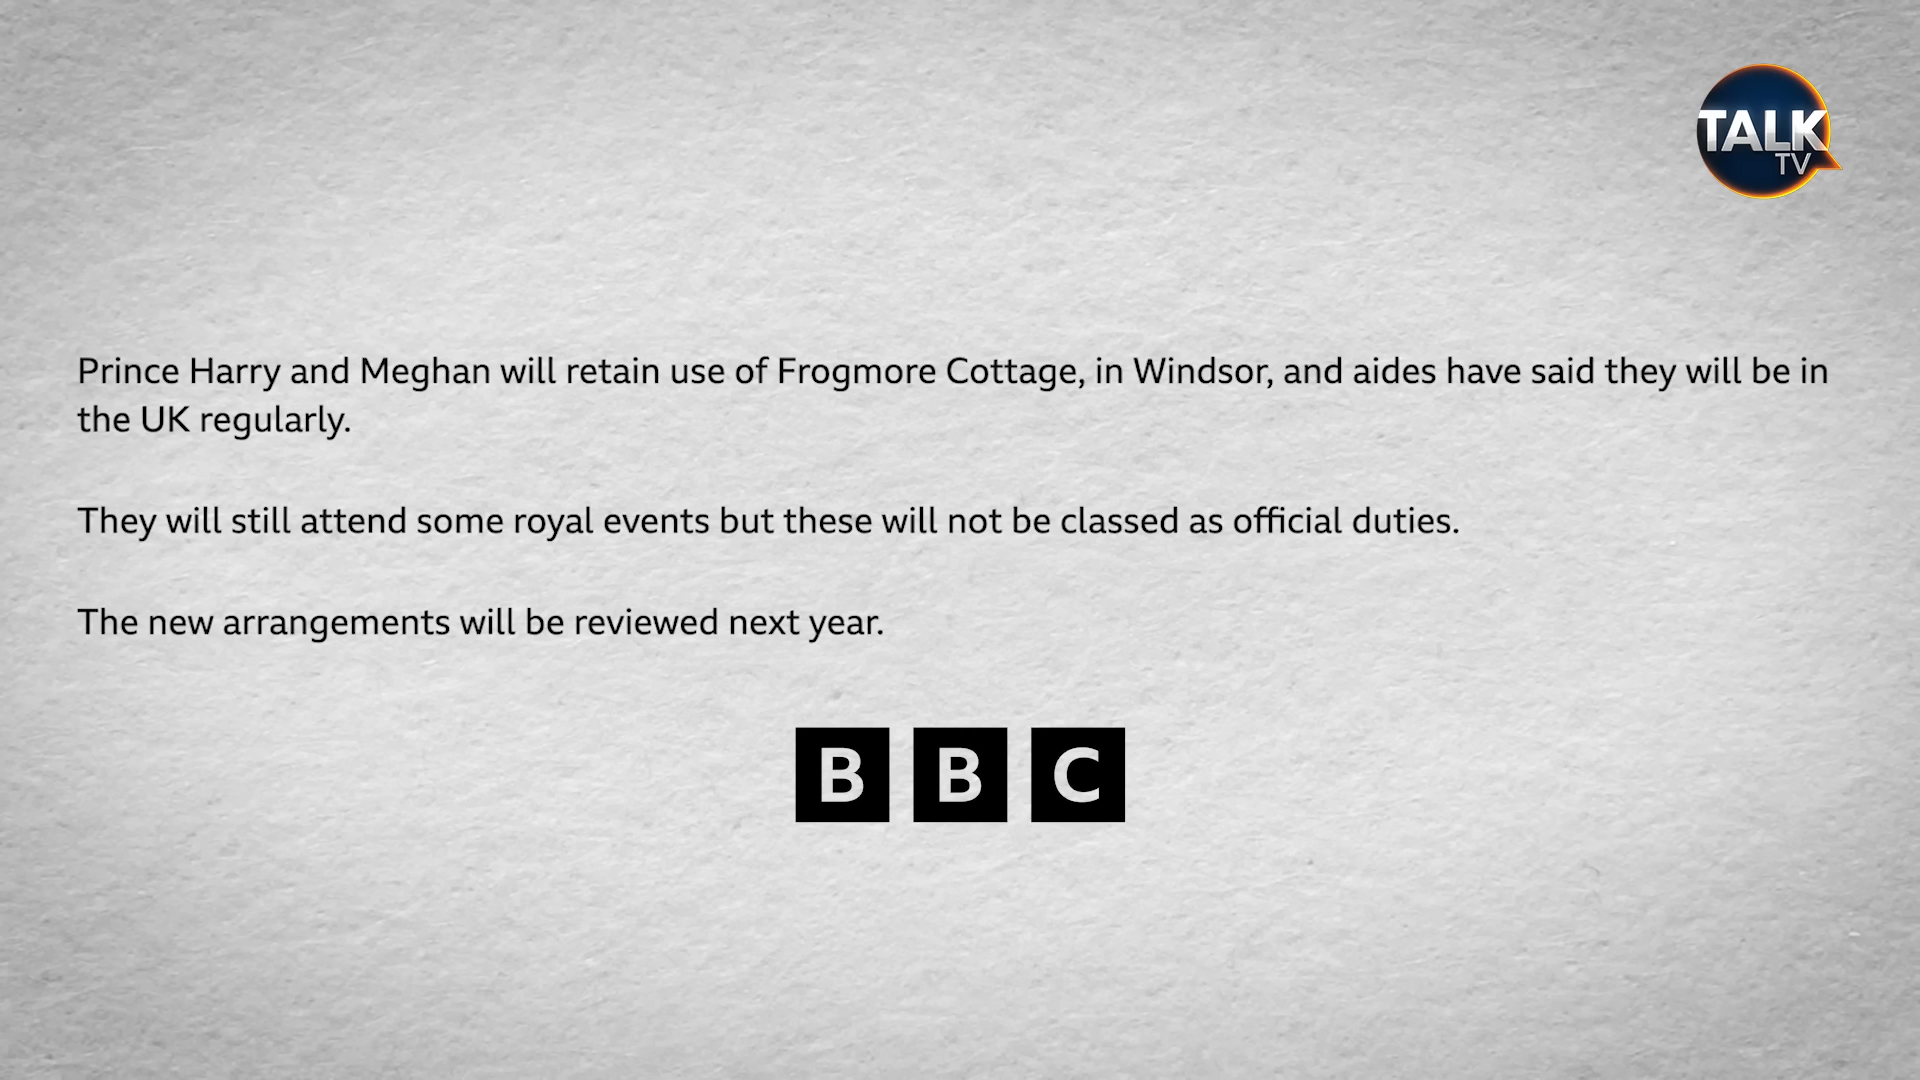 TALK
TV
Prince Harry and Meghan will retain use of Frogmore Cottage, in Windsor, and aides have said they will be in
the UK regularly.
They will still attend some royal events but these will not be classed as official duties.
The new arrangements will be reviewed next year.
BBC